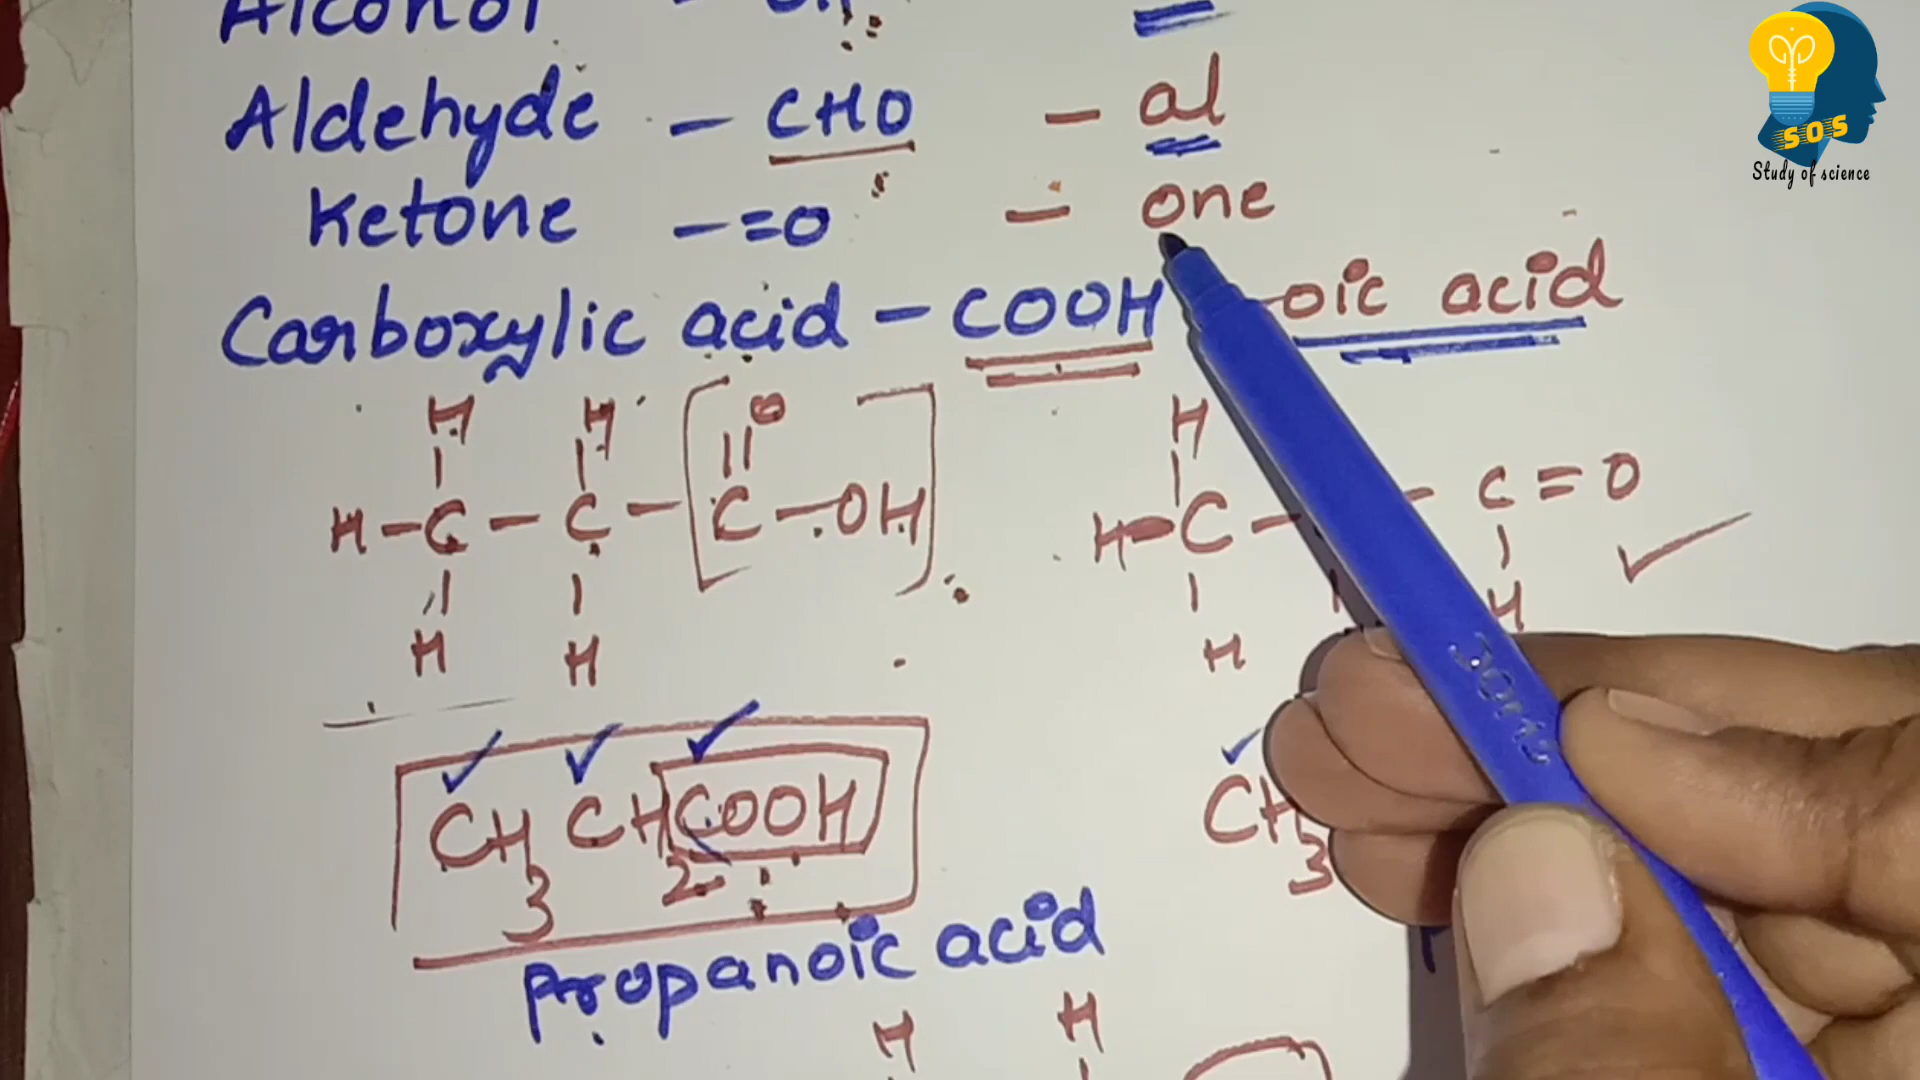 Alcohol - OH
Aldehyde - CHO - al
Ketone - =O - one
Carboxylic acid - COOH - oic acid
H H O
H - C - C - C - OH
H H
H
H - C - - C = O
H H
CH3 CH2 COOH
CH3
Propanoic acid
H H
SOS
Study of science